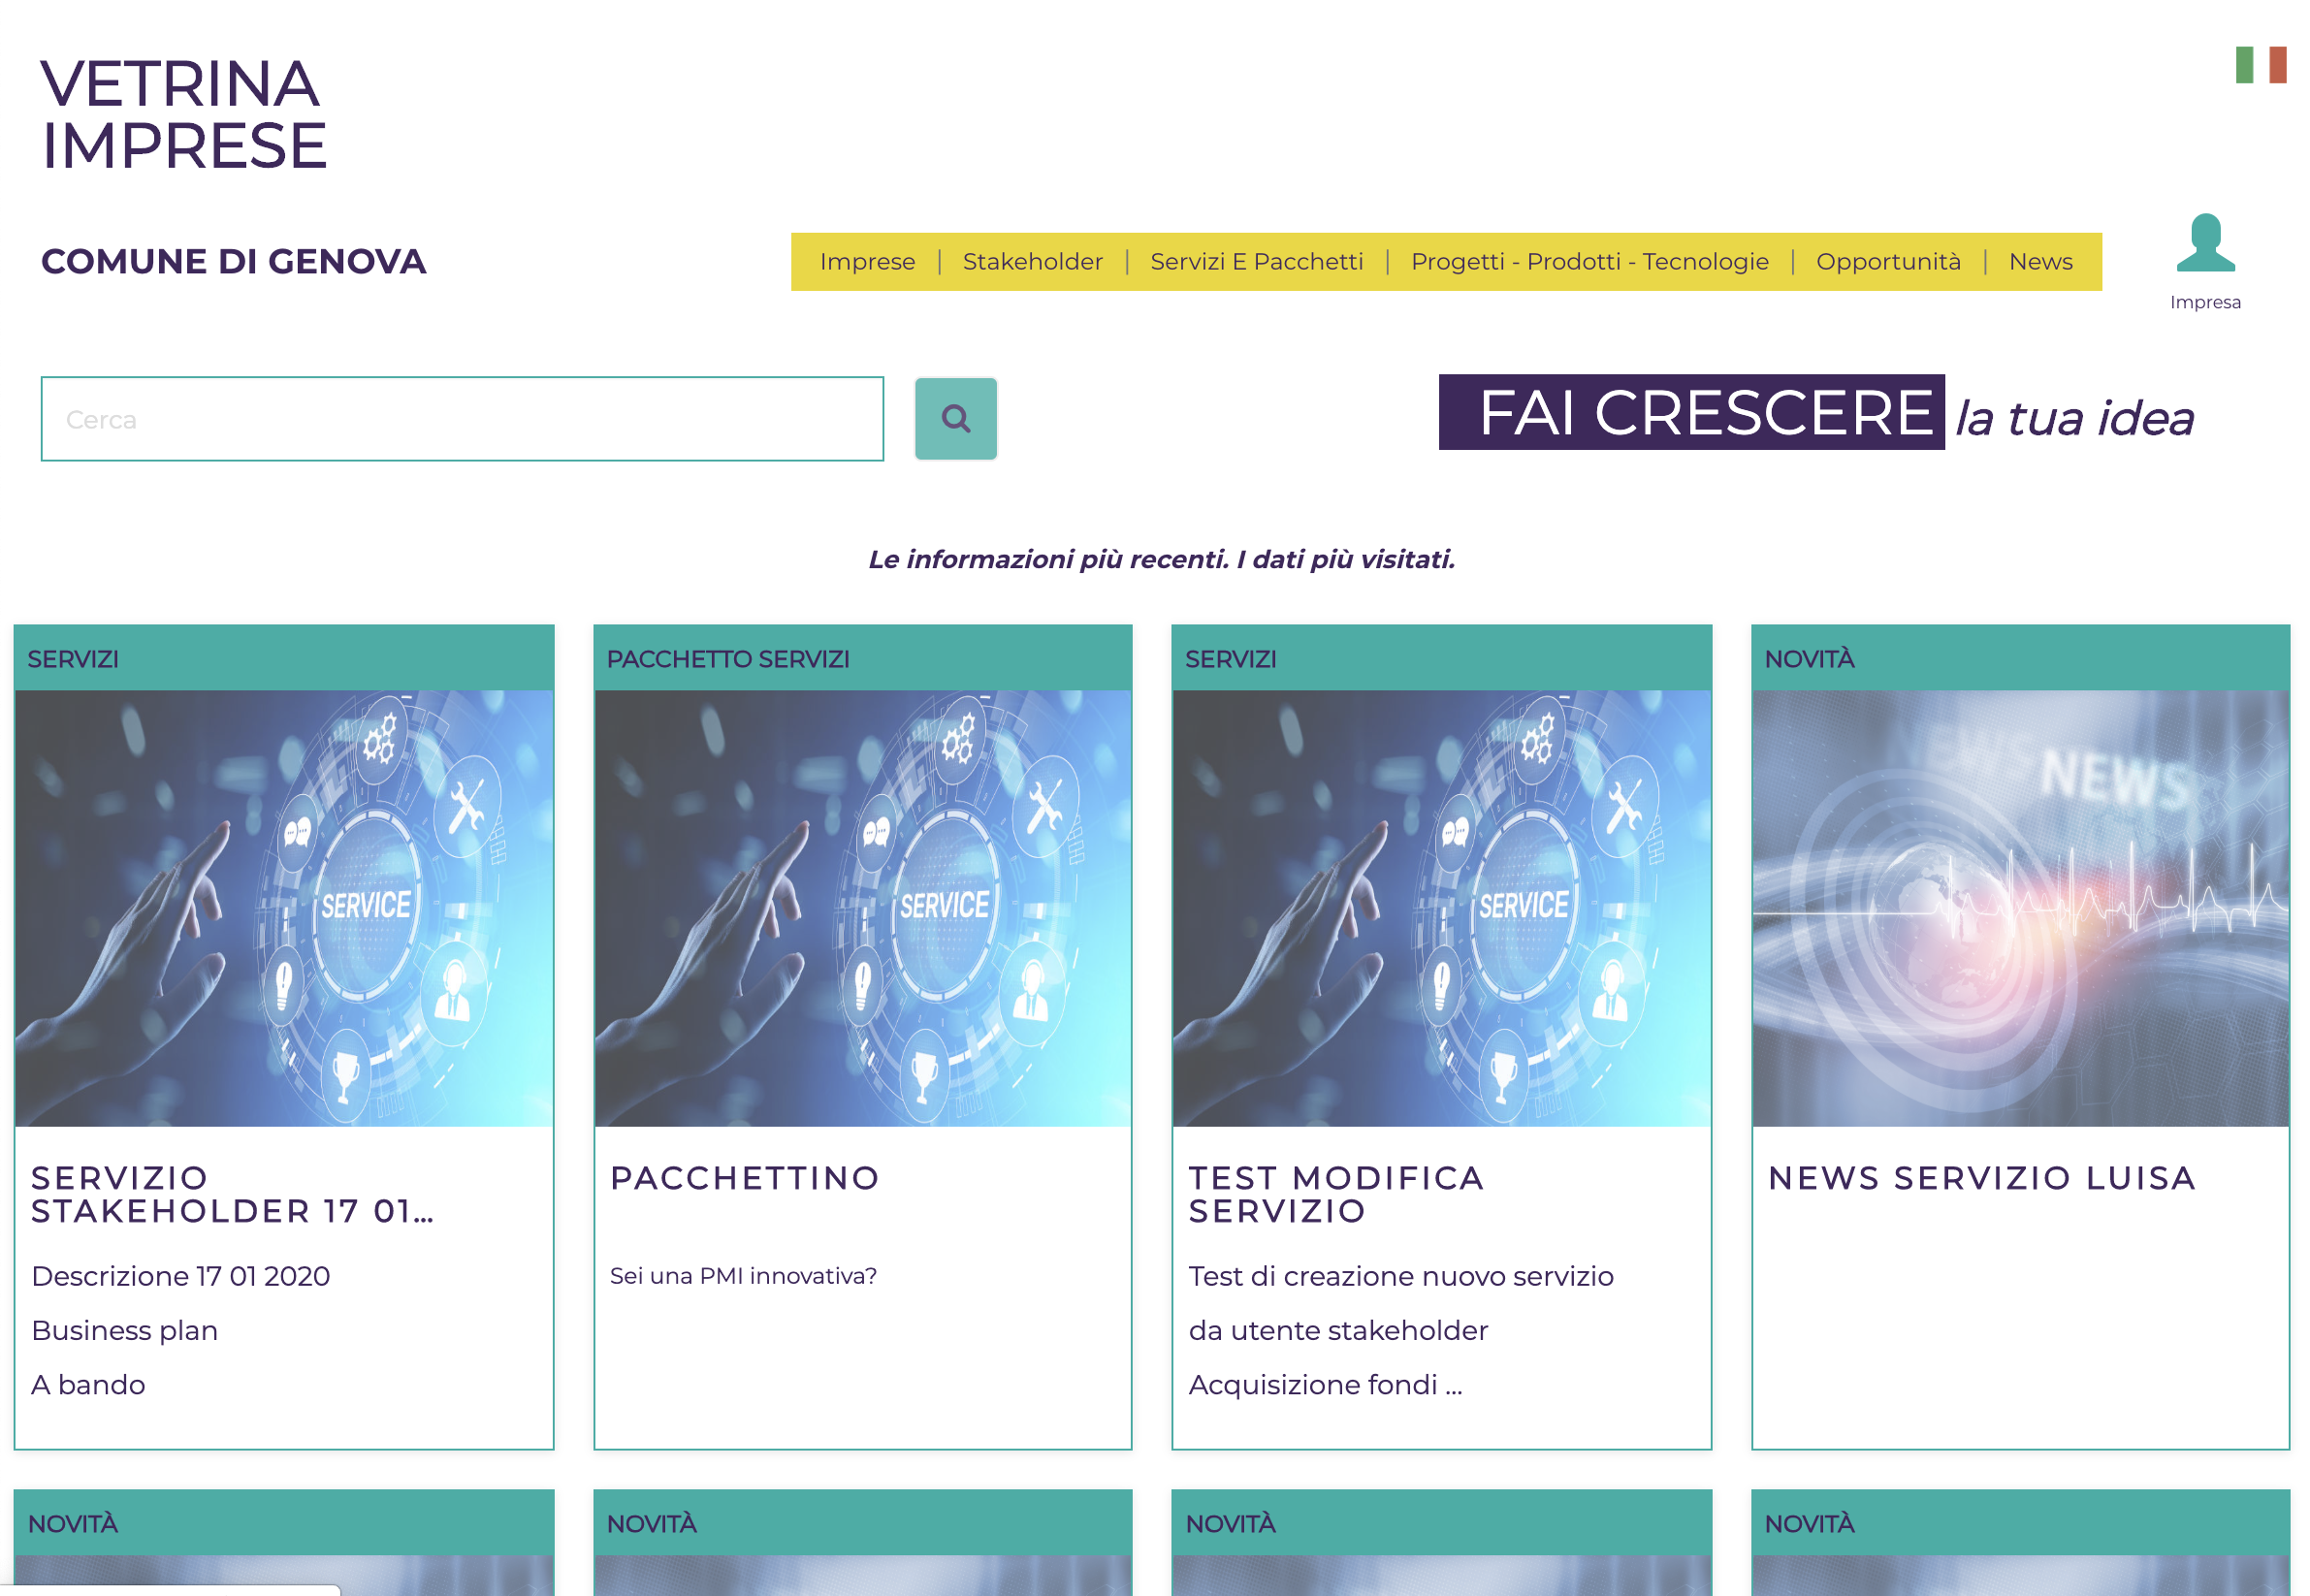 VETRINA
IMPRESE
COMUNE DI GENOVA
Imprese | Stakeholder | Servizi E Pacchetti | Progetti - Prodotti - Tecnologie | Opportunità | News
Impresa
Cerca
FAI CRESCERE la tua idea
Le informazioni più recenti. I dati più visitati.
SERVIZI
SERVICE
SERVIZIO
STAKEHOLDER 17 01...
Descrizione 17 01 2020
Business plan
A bando
PACCHETTO SERVIZI
SERVICE
PACCHETTINO
Sei una PMI innovativa?
SERVIZI
SERVICE
TEST MODIFICA
SERVIZIO
Test di creazione nuovo servizio
da utente stakeholder
Acquisizione fondi ...
NOVITÀ
NEWS
NEWS SERVIZIO LUISA
NOVITÀ
NOVITÀ
NOVITÀ
NOVITÀ